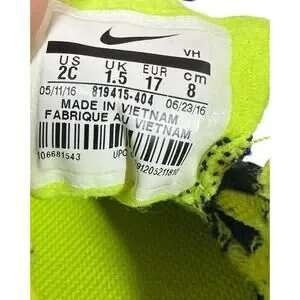 VH
US UK EUR cm
2C 1.5 17 8
05/11/16 819415-404 06/23/16
MADE IN VIETNAM
FABRIQUE AU VIETNAM
UPC